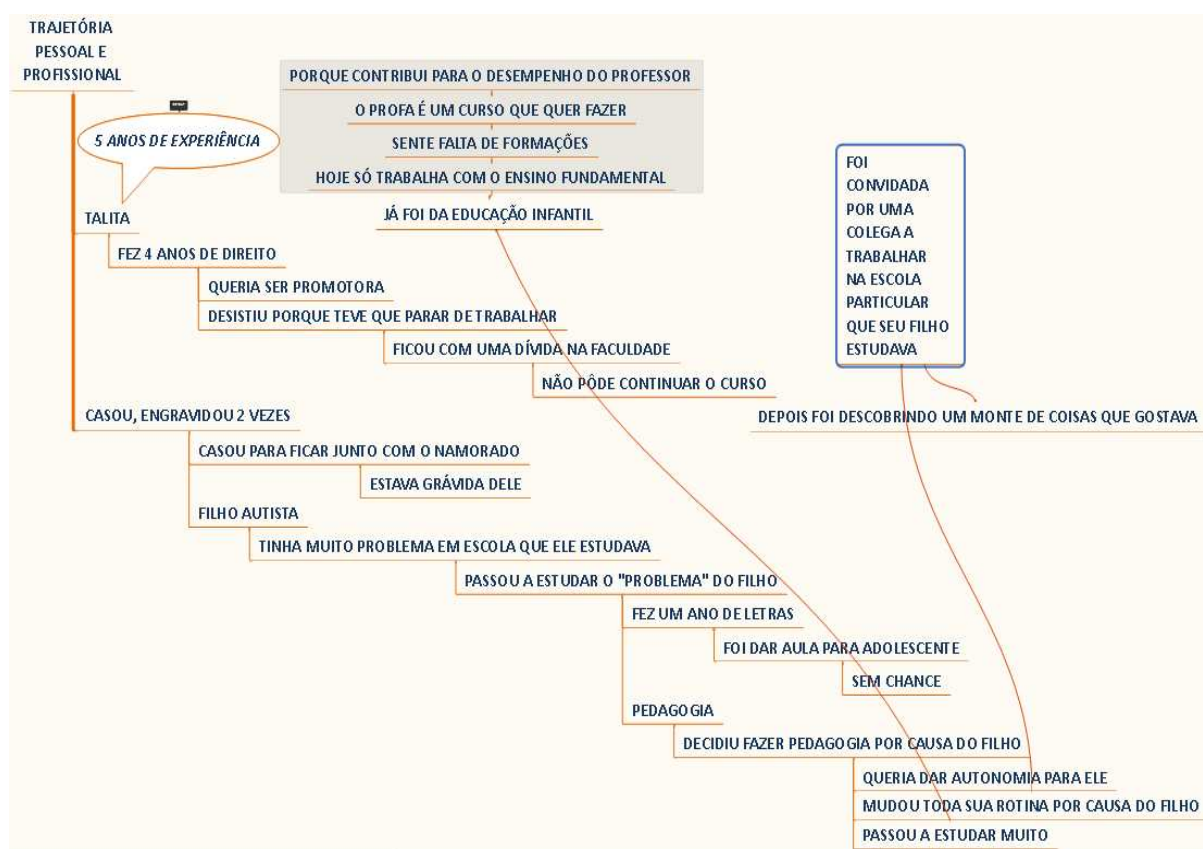 TRAJETÓRIA
PESSOAL E
PROFISSIONAL
PORQUE CONTRIBUI PARA O DESEMPENHO DO PROFESSOR
O PROFA É UM CURSO QUE QUER FAZER
5 ANOS DE EXPERIÊNCIA
SENTE FALTA DE FORMAÇÕES
HOJE SÓ TRABALHA COM O ENSINO FUNDAMENTAL
JÁ FOI DA EDUCAÇÃO INFANTIL
FOI
CONVIDADA
POR UMA
COLEGA A
TRABALHAR
NA ESCOLA
PARTICULAR
QUE SEU FILHO
ESTUDAVA
DEPOIS FOI DESCOBRINDO UM MONTE DE COISAS QUE GOSTAVA
TALITA
FEZ 4 ANOS DE DIREITO
QUERIA SER PROMOTORA
DESISTIU PORQUE TEVE QUE PARAR DE TRABALHAR
FICOU COM UMA DÍVIDA NA FACULDADE
NÃO PÔDE CONTINUAR O CURSO
CASOU, ENGRAVIDOU 2 VEZES
CASOU PARA FICAR JUNTO COM O NAMORADO
ESTAVA GRÁVIDA DELE
FILHO AUTISTA
TINHA MUITO PROBLEMA EM ESCOLA QUE ELE ESTUDAVA
PASSOU A ESTUDAR O "PROBLEMA" DO FILHO
FEZ UM ANO DE LETRAS
FOI DAR AULA PARA ADOLESCENTE
SEM CHANCE
PEDAGOGIA
DECIDIU FAZER PEDAGOGIA POR CAUSA DO FILHO
QUERIA DAR AUTONOMIA PARA ELE
MUDOU TODA SUA ROTINA POR CAUSA DO FILHO
PASSOU A ESTUDAR MUITO